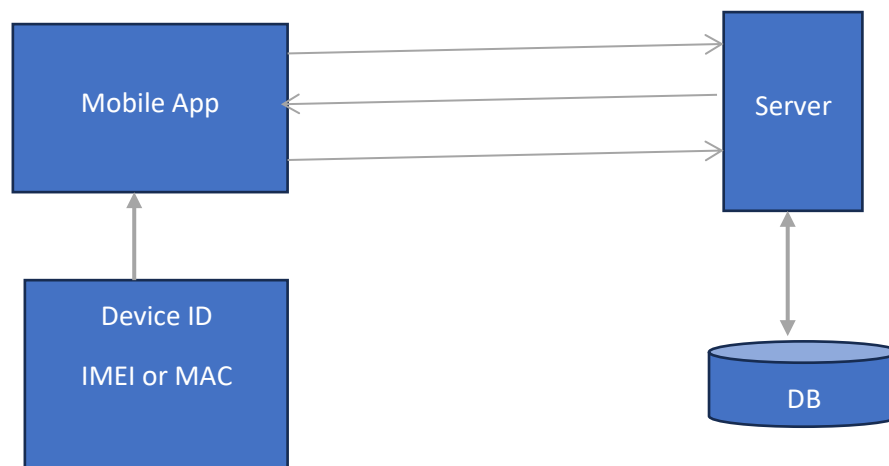 Mobile App
Server
Device ID
IMEI or MAC
DB